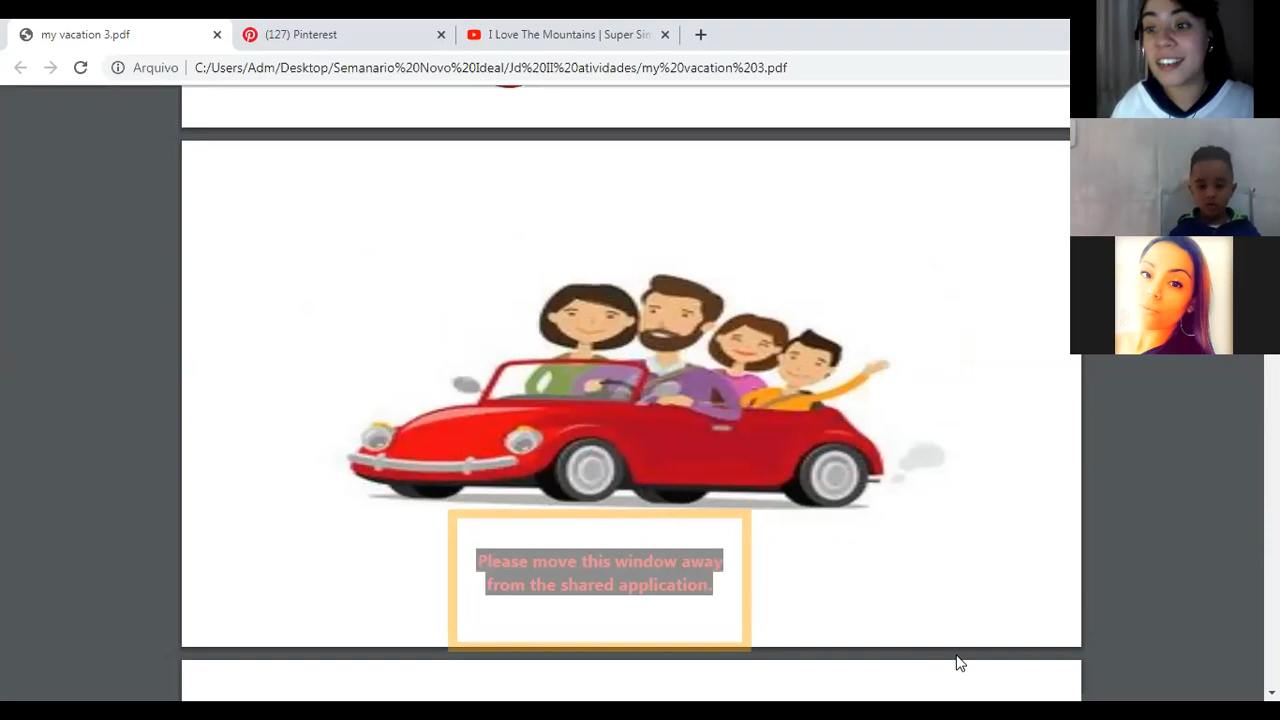 my vacation 3.pdf
(127) Pinterest
I Love The Mountains | Super Sin
Arquivo
C:/Users/Adm/Desktop/Semanario%20Novo%20Ideal/Jd%20II%20atividades/my%20vacation%203.pdf
Please move this window away
from the shared application.